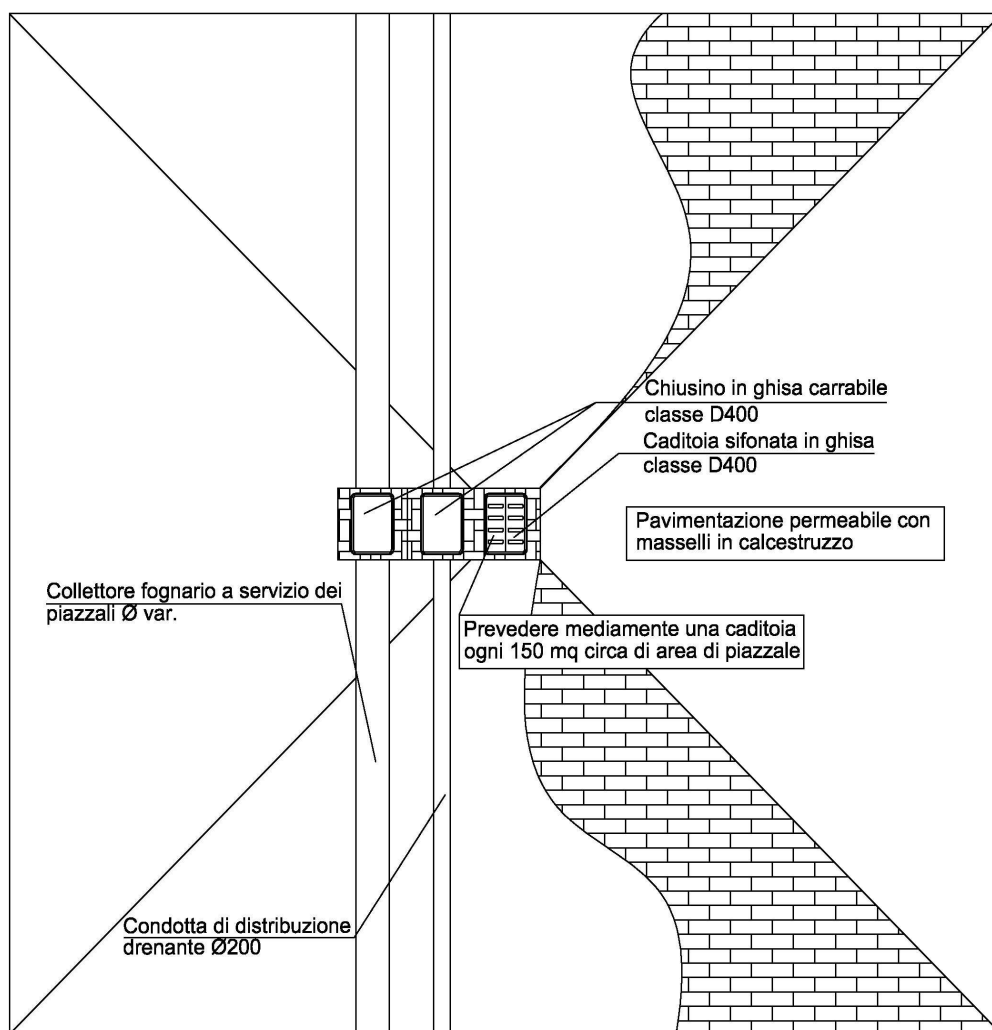 Chiusino in ghisa carrabile
classe D400
Caditoia sifonata in ghisa
classe D400
Pavimentazione permeabile con
masselli in calcestruzzo
Collettore fognario a servizio dei
piazzali Ø var.
Prevedere mediamente una caditoia
ogni 150 mq circa di area di piazzale
Condotta di distribuzione
drenante Ø200